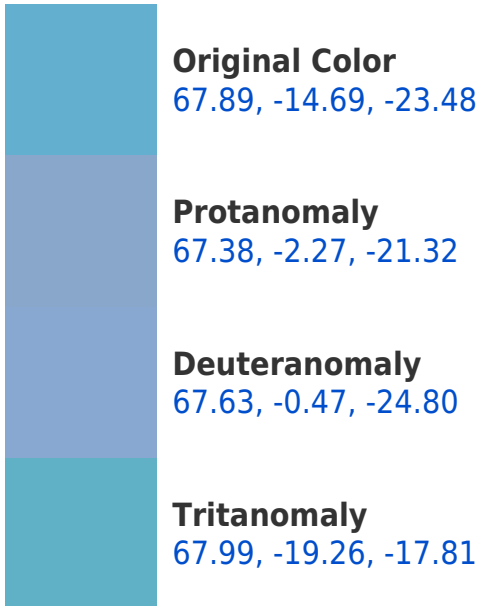 Original Color
67.89, -14.69, -23.48
Protanomaly
67.38, -2.27, -21.32
Deuteranomaly
67.63, -0.47, -24.80
Tritanomaly
67.99, -19.26, -17.81